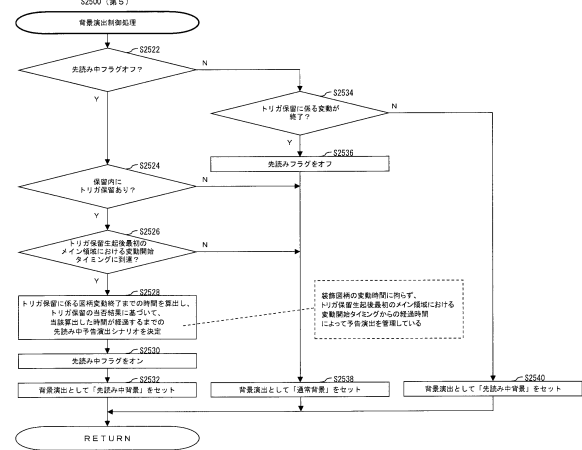 S2500（第５）
背景演出制御処理
S2522
先読み中フラグオフ？
N
Y
S2534
トリガ保留に係る変動が
終了？
N
Y
S2536
先読みフラグをオフ
S2524
保留内に
トリガ保留あり？
N
Y
S2526
トリガ保留生起後最初の
メイン領域における変動開始
タイミングに到達？
N
Y
S2528
トリガ保留に係る図柄変動終了までの時間を算出し、
トリガ保留の当否結果に基づいて、
当該算出した時間が経過するまでの
先読み予告演出シナリオを決定
装飾図柄の変動時間に拘らず、
トリガ保留生起後最初のメイン領域における
変動開始タイミングからの経過時間
によって予告演出を管理している
S2530
先読み中フラグをオン
S2532
背景演出として「先読み中背景」をセット
S2538
背景演出として「通常背景」をセット
S2540
背景演出として「先読み中背景」をセット
RETURN